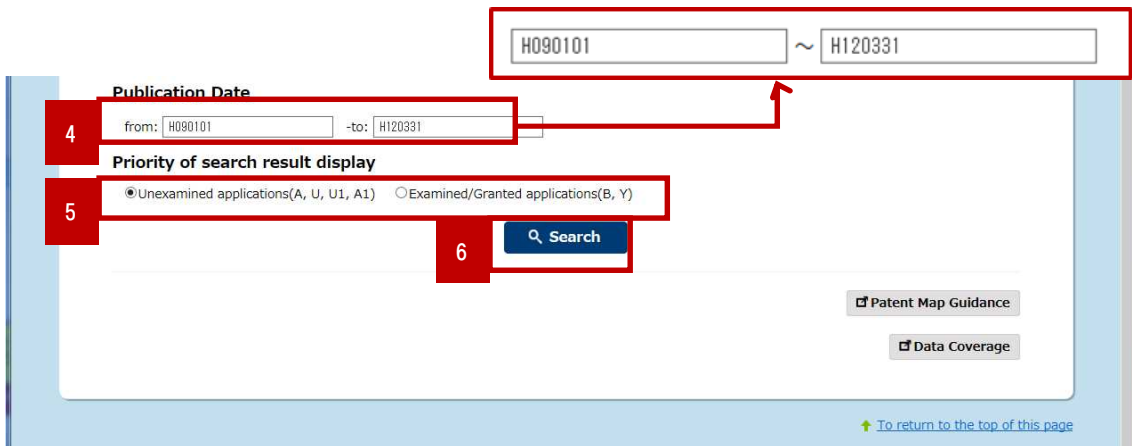 H090101 ～ H120331
Publication Date
4
from: H090101 -to: H120331
Priority of search result display
5
Unexamined applications(A, U, U1, A1) Examined/Granted applications(B, Y)
6
Search
Patent Map Guidance
Data Coverage
To return to the top of this page